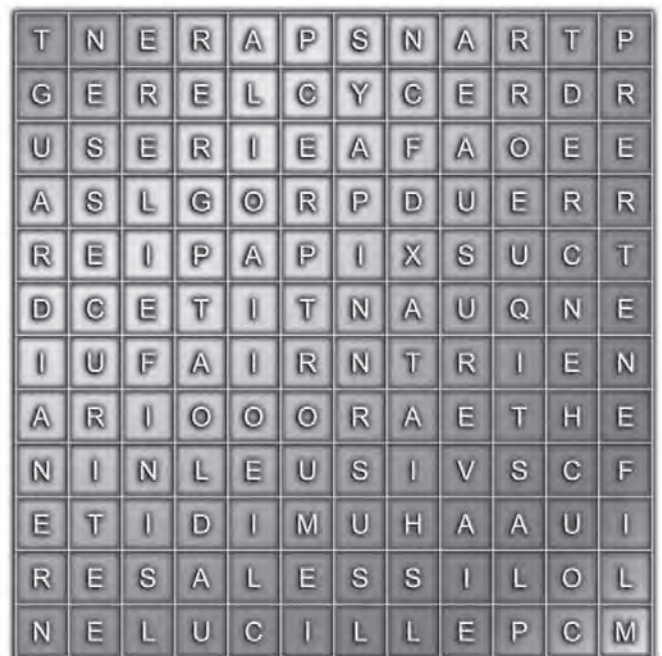 T N E R A P S N A R T P
G E R E L C Y C E R D R
U S E R I E A F A O E E
A S L G O R P D U E R R
R E I P A P I X S U C T
D C E T I T N A U Q N E
I U F A I R N T R I E N
A R I O O O R A E T H E
N I N L E U S I V S C F
E T I D I M U H A A U I
R E S A L E S S I L O L
N E L U C I L L E P C M